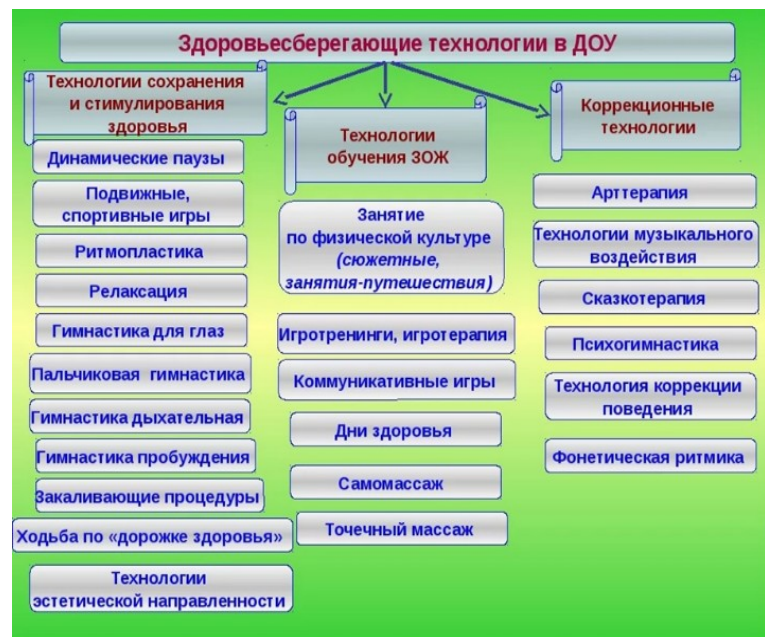 Здоровьесберегающие технологии в ДОУ
Технологии сохранения
и стимулирования
здоровья
Динамические паузы
Подвижные,
спортивные игры
Ритмопластика
Релаксация
Гимнастика для глаз
Пальчиковая гимнастика
Гимнастика дыхательная
Гимнастика пробуждения
Закаливающие процедуры
Ходьба по «дорожке здоровья»
Технологии
эстетической направленности
Технологии
обучения ЗОЖ
Занятие
по физической культуре
(сюжетные,
занятия-путешествия)
Игротренинги, игротерапия
Коммуникативные игры
Дни здоровья
Самомассаж
Точечный массаж
Коррекционные
технологии
Арттерапия
Технологии музыкального
воздействия
Сказкотерапия
Психогимнастика
Технология коррекции
поведения
Фонетическая ритмика